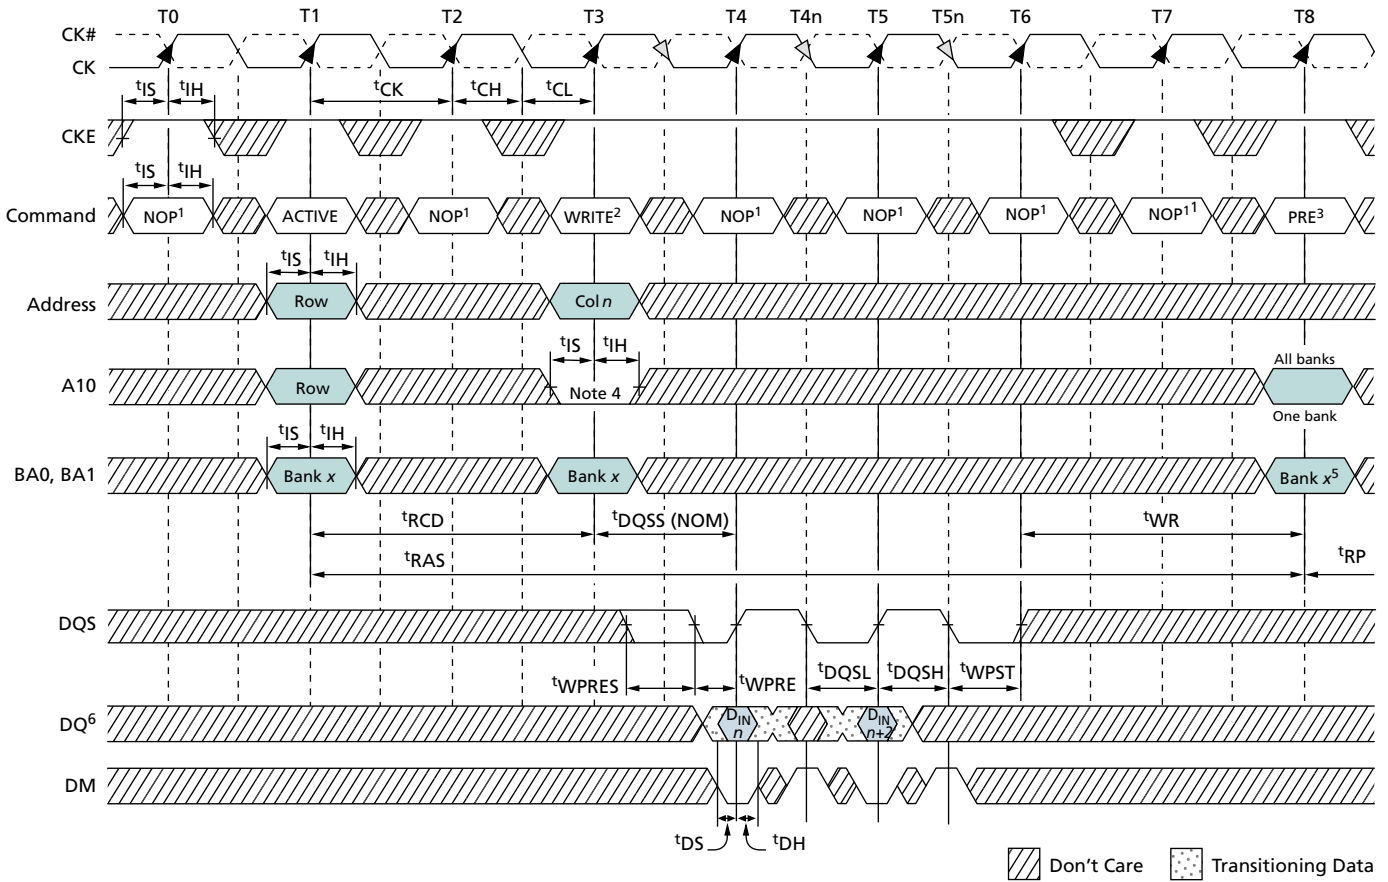 T0 T1 T2 T3 T4 T4n T5 T5n T6 T7 T8
CK#
CK
tIS tIH tCK tCH tCL
CKE
tIS tIH
Command NOP1 ACTIVE NOP1 WRITE2 NOP1 NOP1 NOP1 NOP11 PRE3
tIS tIH
Address Row Col n
tIS tIH
All banks
A10 Row Note 4
One bank
tIS tIH
BA0, BA1 Bank x Bank x Bank x5
tRCD tDQSS (NOM) tWR
tRAS tRP
DQS
tWPRES tWPRE tDQSL tDQSH tWPST
DQ6 DIN n DIN n+2
DM
tDS tDH
Don't Care Transitioning Data